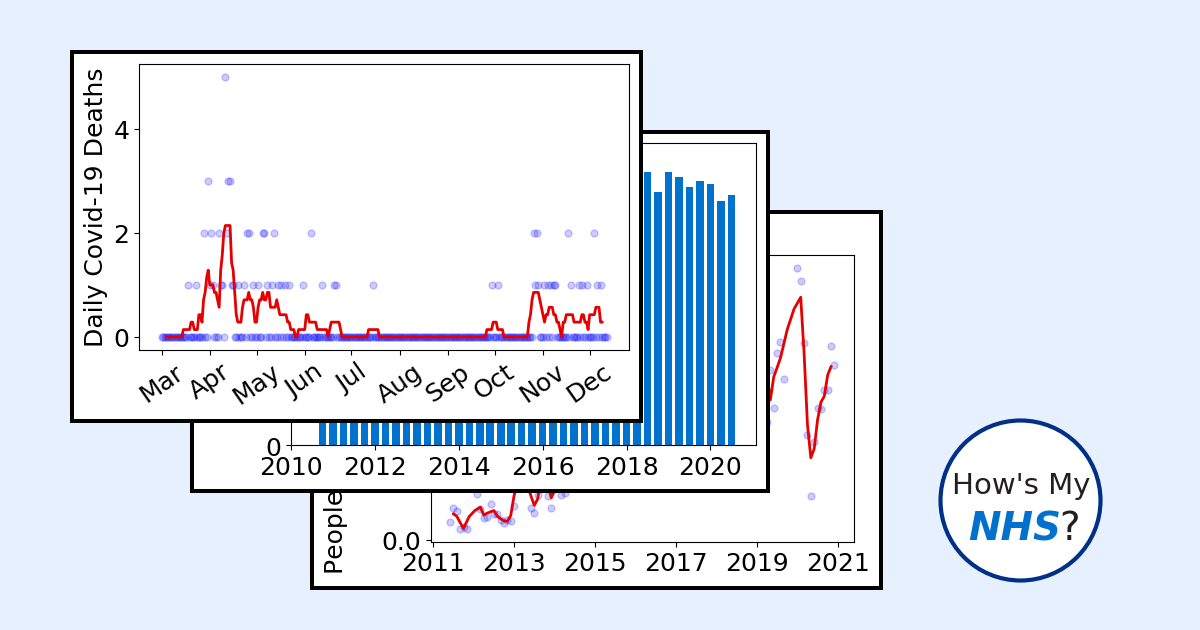 Daily Covid-19 Deaths
4
2
0
Mar Apr May Jun Jul Aug Sep Oct Nov Dec
0
2010 2012 2014 2016 2018 2020
People
0.0
2011 2013 2015 2017 2019 2021
How's My
NHS?